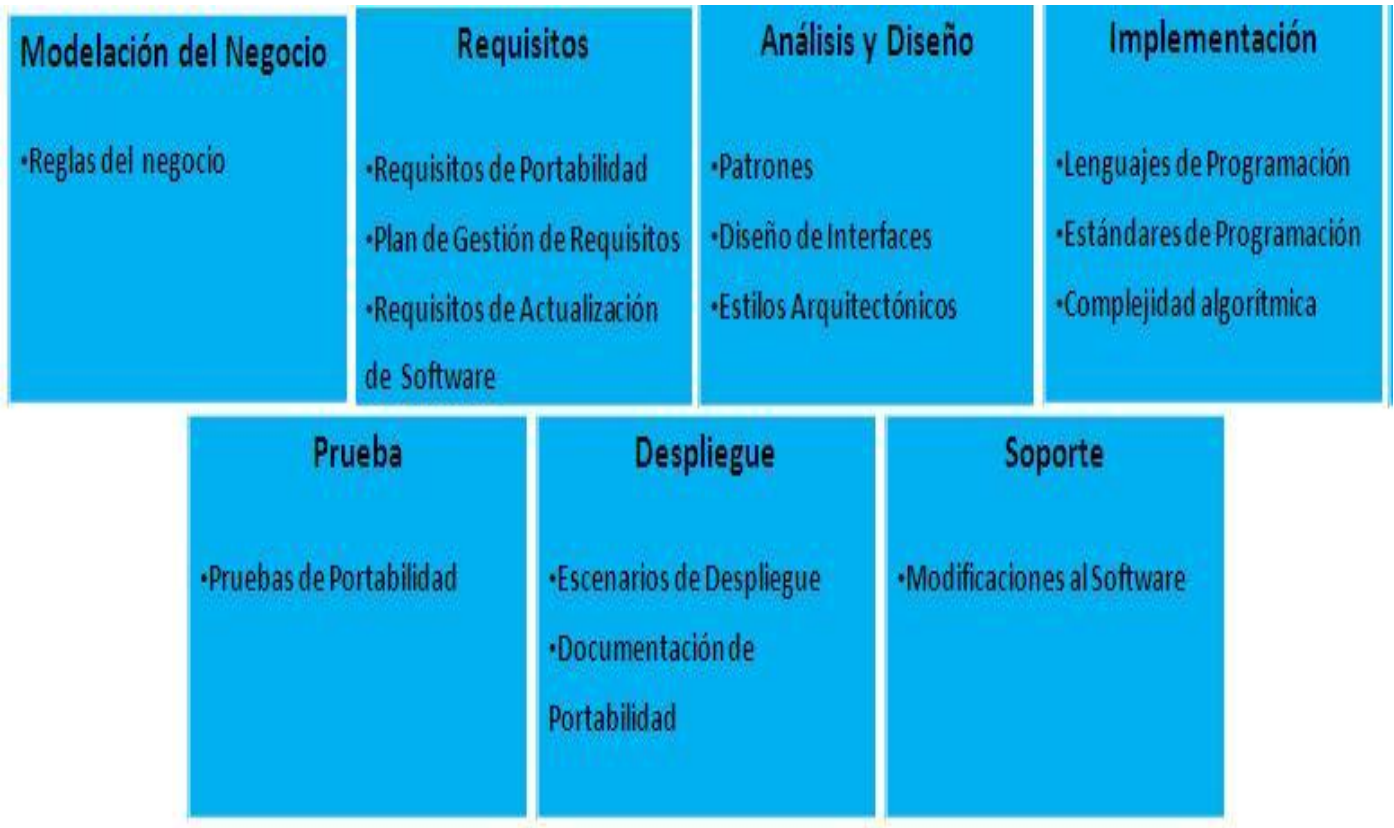 Modelación del Negocio
•Reglas del negocio
Requisitos
•Requisitos de Portabilidad
•Plan de Gestión de Requisitos
•Requisitos de Actualización
de Software
Análisis y Diseño
•Patrones
•Diseño de Interfaces
•Estilos Arquitectónicos
Implementación
•Lenguajes de Programación
•Estándares de Programación
•Complejidad algorítmica
Prueba
•Pruebas de Portabilidad
Despliegue
•Escenarios de Despliegue
•Documentación de
Portabilidad
Soporte
•Modificaciones al Software